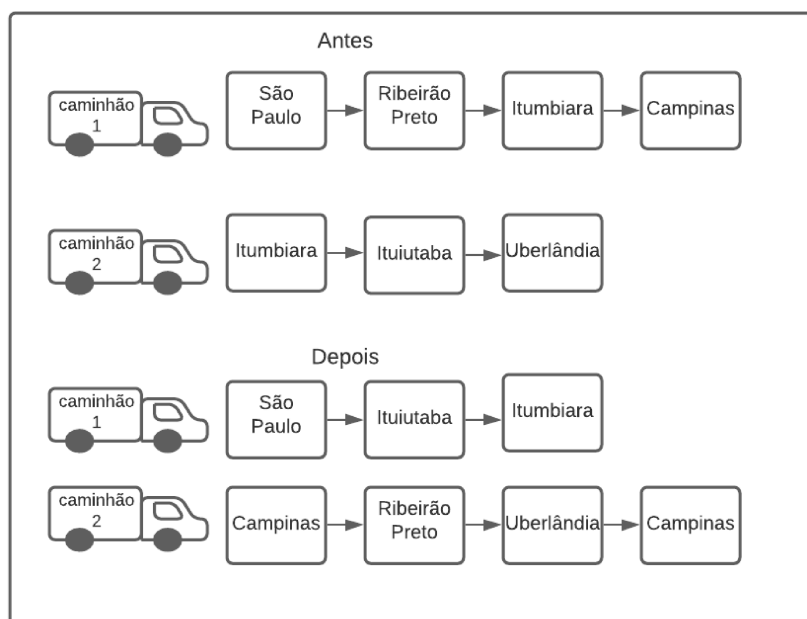 Antes
caminhão
1
São
Paulo
Ribeirão
Preto
Itumbiara
Campinas
caminhão
2
Itumbiara
Ituiutaba
Uberlândia
Depois
caminhão
1
São
Paulo
Ituiutaba
Itumbiara
caminhão
2
Campinas
Ribeirão
Preto
Uberlândia
Campinas